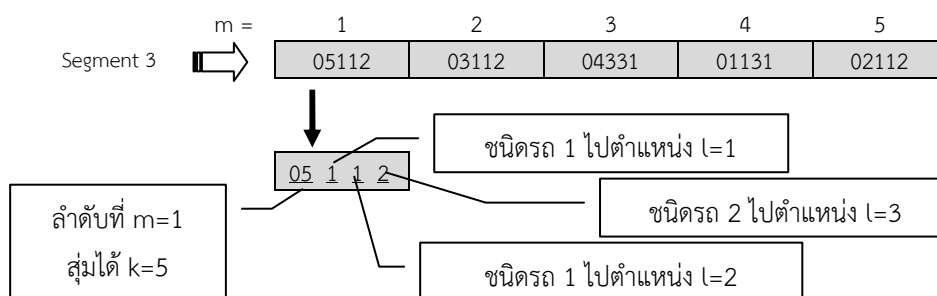 m = 1 2 3 4 5
Segment 3 05112 03112 04331 01131 02112
ชนิดรถ 1 ไปตำแหน่ง l=1
05 1 1 2
ลำดับที่ m=1
สุ่มได้ k=5
ชนิดรถ 2 ไปตำแหน่ง l=3
ชนิดรถ 1 ไปตำแหน่ง l=2